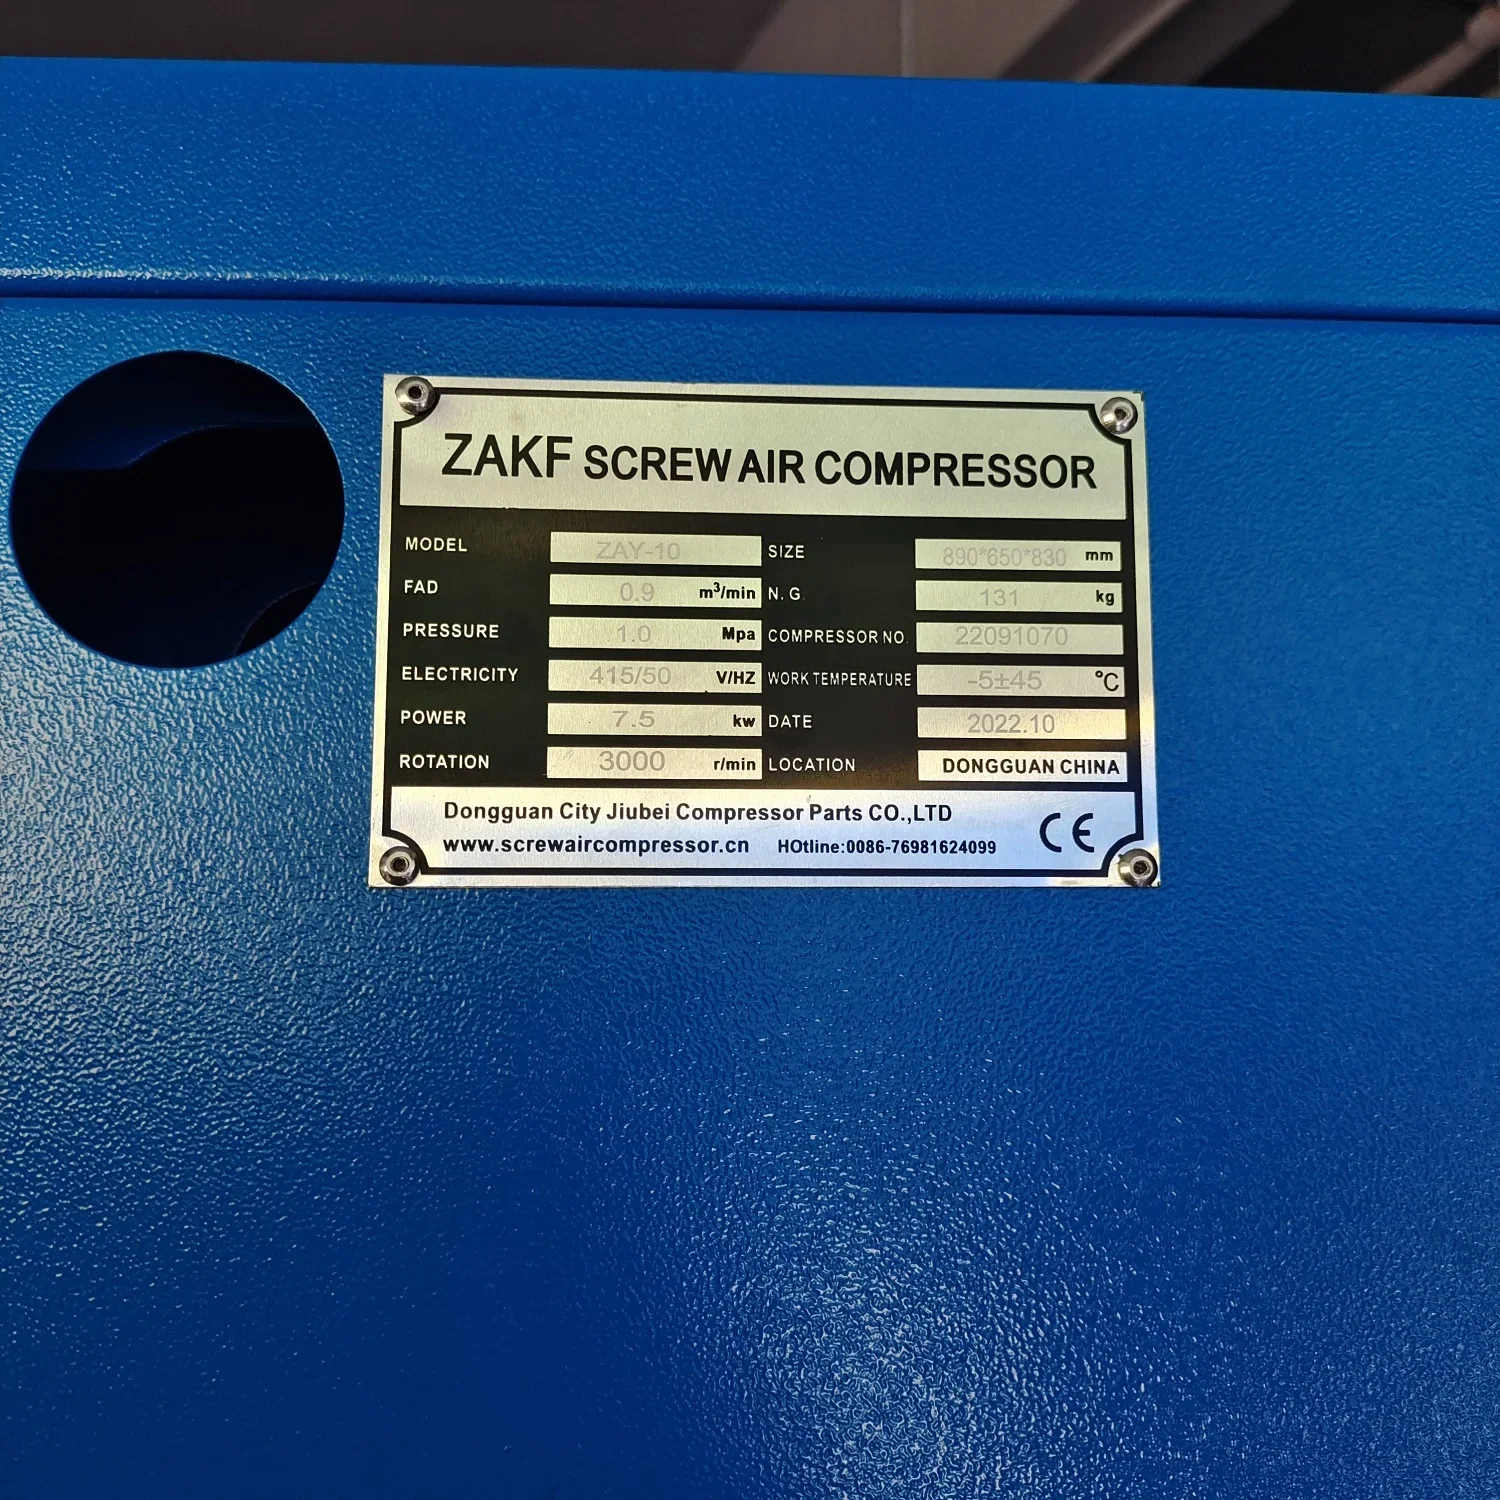 ZAKF SCREW AIR COMPRESSOR
MODEL ZAY-10 SIZE 890*650*830 mm
FAD 0.9 m³/min N. G 131 kg
PRESSURE 1.0 Mpa COMPRESSOR NO. 22091070
ELECTRICITY 415/50 V/HZ WORK TEMPERATURE -5±45 °C
POWER 7.5 kw DATE 2022.10
ROTATION 3000 r/min LOCATION DONGGUAN CHINA
Dongguan City Jiubei Compressor Parts CO.,LTD
www.screwaircompressor.cn HOtline:0086-76981624099
CE